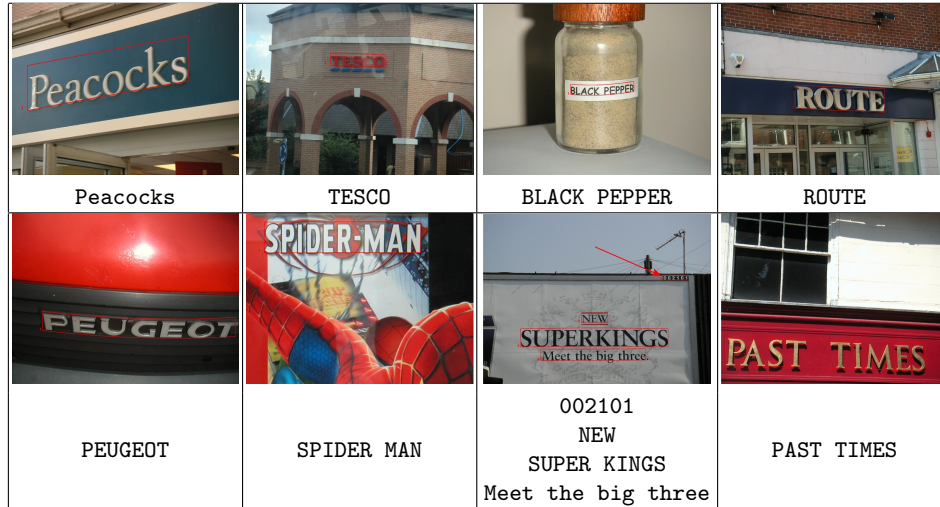 Peacocks
TESCO
BLACK PEPPER
ROUTE
Peacocks
TESCO
BLACK PEPPER
ROUTE
PEUGEOT
SPIDER-MAN
NEW
SUPERKINGS
Meet the big three.
PAST TIMES
PEUGEOT
SPIDER MAN
002101
NEW
SUPER KINGS
Meet the big three
PAST TIMES